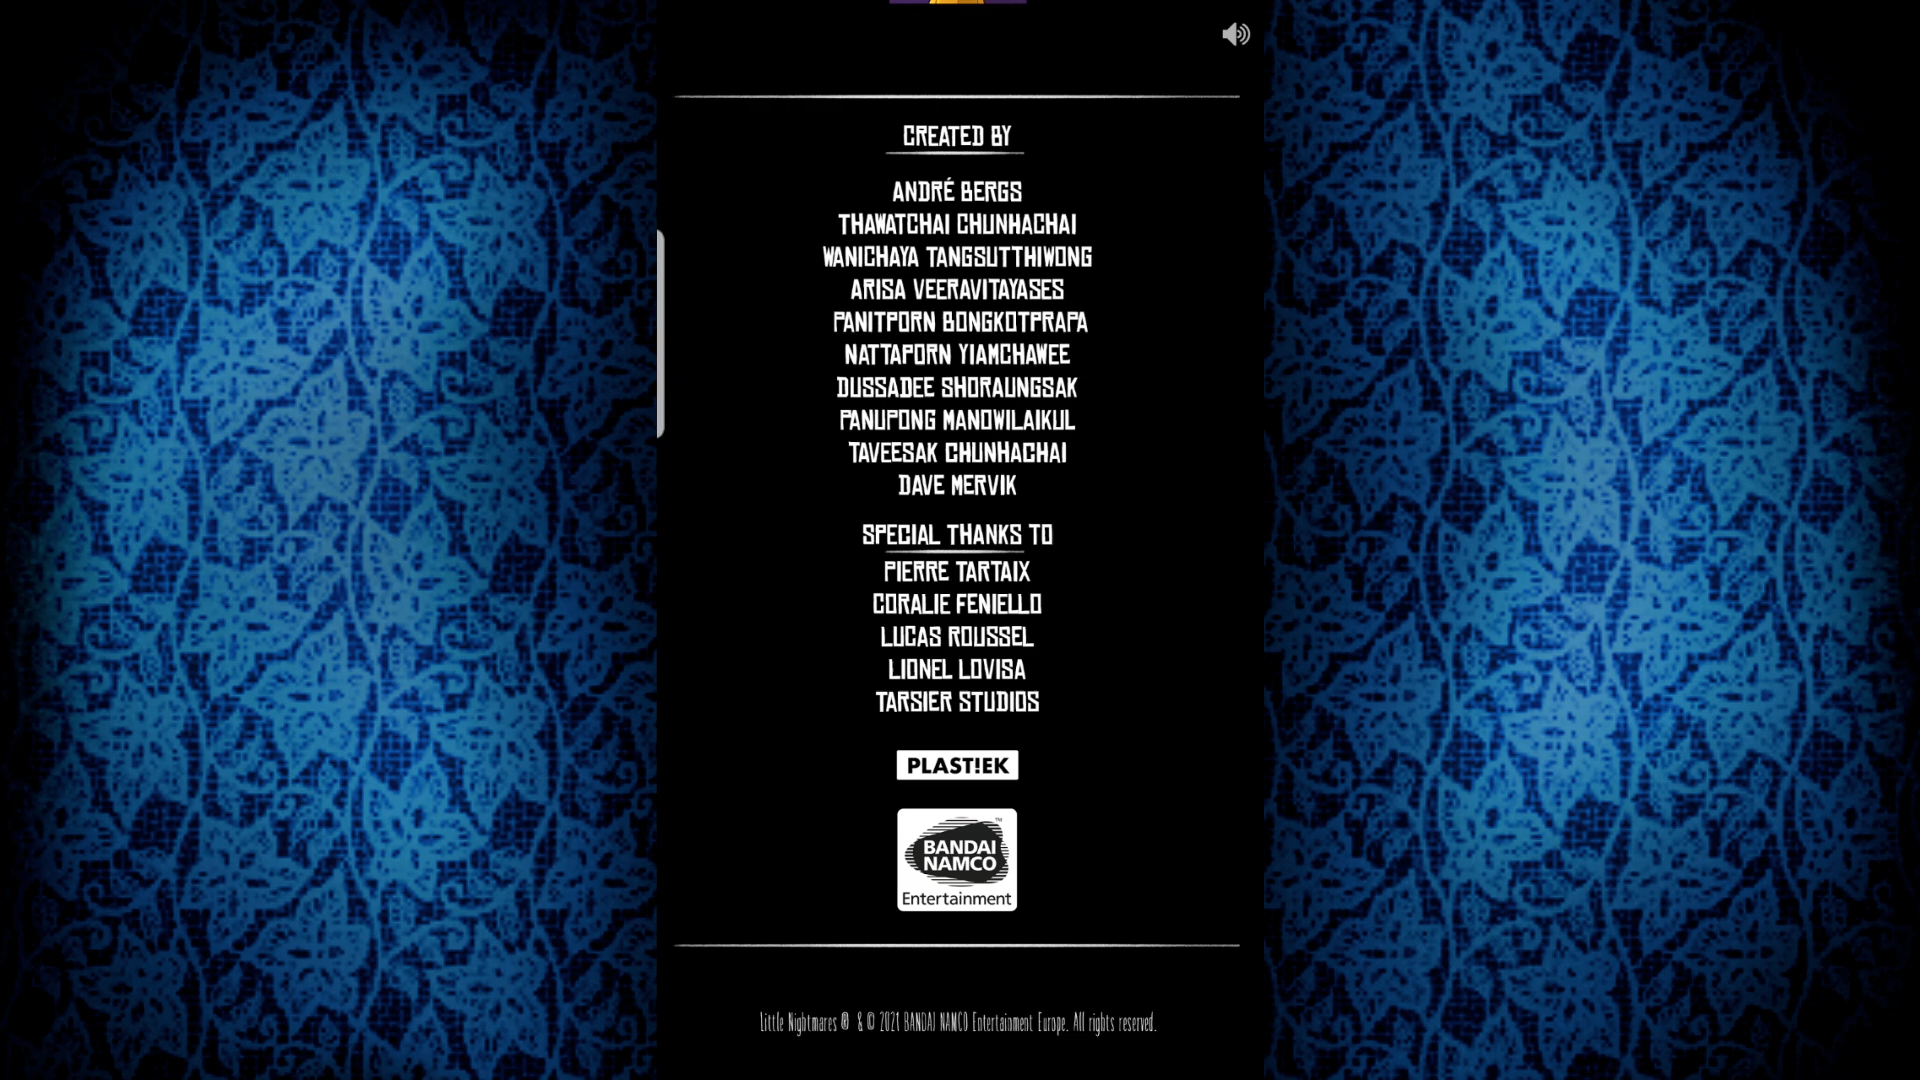 CREATED BY
ANDRÉ BERGS
THAWATCHAI CHUNHACHAI
WANICHAYA TANGSUTTHIWONG
ARISA VEERAVITAYASES
PANITPORN BONGKOTPRAPA
NATTAPORN YIAMCHAWEE
DUSSADEE SHORAUNGSAK
PANUPONG MANOWILAIKUL
TAVEESAK CHUNHACHAI
DAVE MERVIK
SPECIAL THANKS TO
PIERRE TARTAIX
CORALIE FENIELLO
LUCAS ROUSSEL
LIONEL LOVISA
TARSIER STUDIOS
PLAST!EK
BANDAI
NAMCO
™
Entertainment
Little Nightmares ® & © 2021 BANDAI NAMCO Entertainment Europe. All rights reserved.